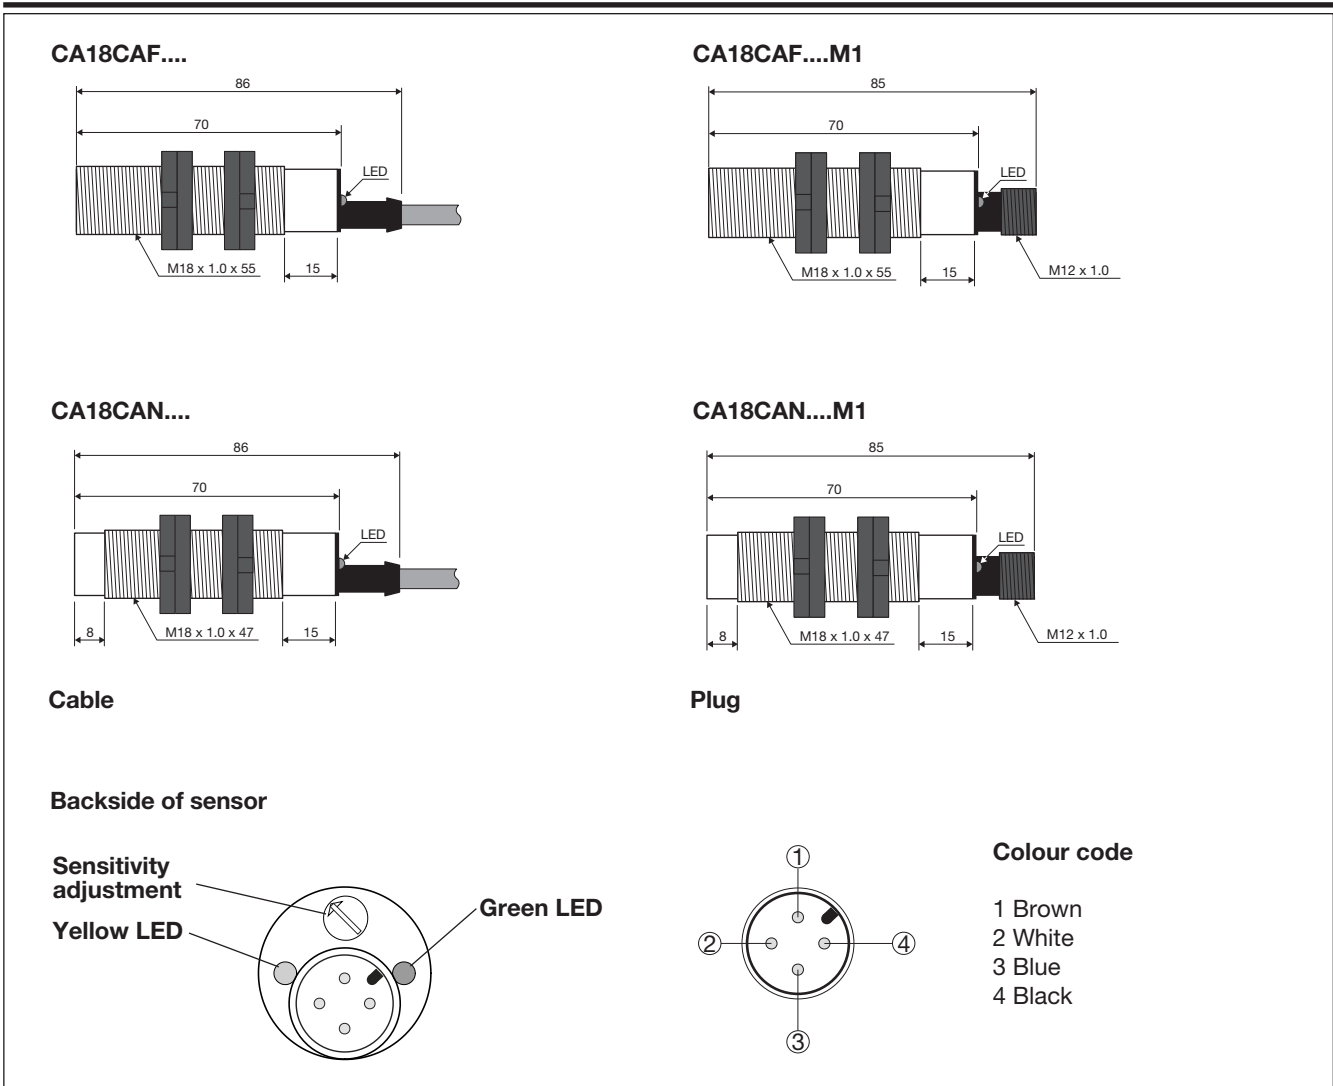 CA18CAF....
86
70
LED
M18 x 1.0 x 55
15
CA18CAF....M1
85
70
LED
M18 x 1.0 x 55
15
M12 x 1.0
CA18CAN....
86
70
LED
8
M18 x 1.0 x 47
15
CA18CAN....M1
85
70
LED
8
M18 x 1.0 x 47
15
M12 x 1.0
Cable
Plug
Backside of sensor
Sensitivity
adjustment
Yellow LED
Green LED
1
2
4
3
Colour code
1 Brown
2 White
3 Blue
4 Black